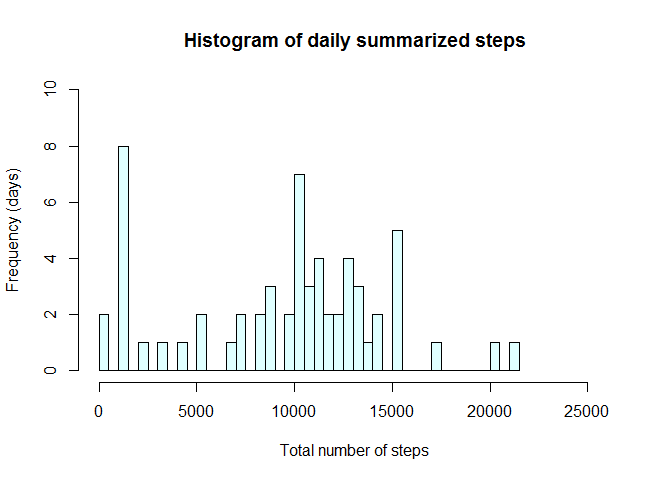 Histogram of daily summarized steps
Frequency (days)
10
8
6
4
2
0
0 5000 10000 15000 20000 25000
Total number of steps